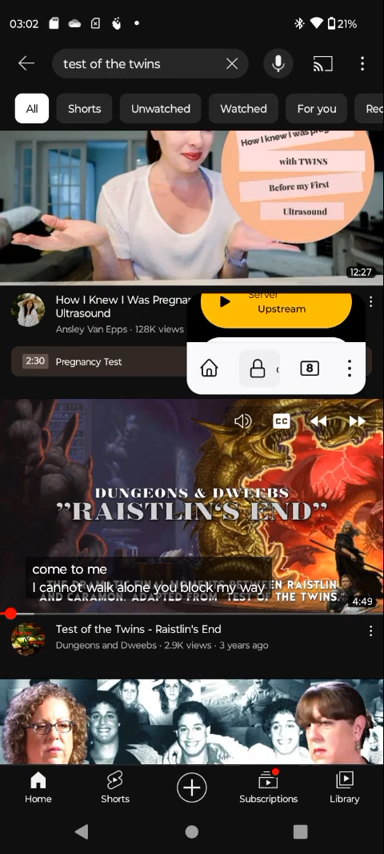 03:02
21%
test of the twins
All
Shorts
Unwatched
Watched
For you
with TWINS
Before my First
Ultrasound
12:27
How I Knew I Was Pregnan
Ultrasound
Ansley Van Epps · 128K views
2:30 Pregnancy Test
Server
Upstream
8
CC
DUNGEONS & DWEEBS
"RAISTLIN'S END"
come to me
I cannot walk alone you block my way
AND CARAMON. ADAPTED FROM "TEST OF THE TWINS.
4:49
Test of the Twins - Raistlin's End
Dungeons and Dweebs · 2.9K views · 3 years ago
Home
Shorts
Subscriptions
Library